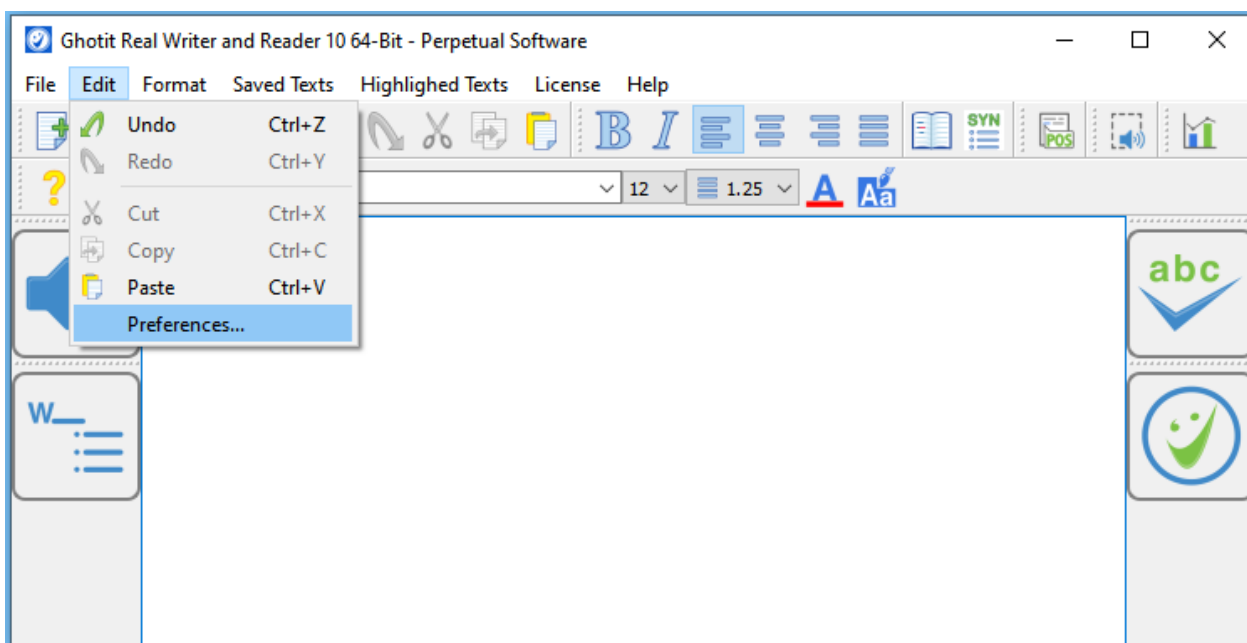 Ghotit Real Writer and Reader 10 64-Bit - Perpetual Software
File Edit Format Saved Texts Highlighed Texts License Help
Undo Ctrl+Z
B I SYN POS
Redo Ctrl+Y
? 12 1.25 A Aa
Cut Ctrl+X
Copy Ctrl+C
abc
Paste Ctrl+V
Preferences...
W